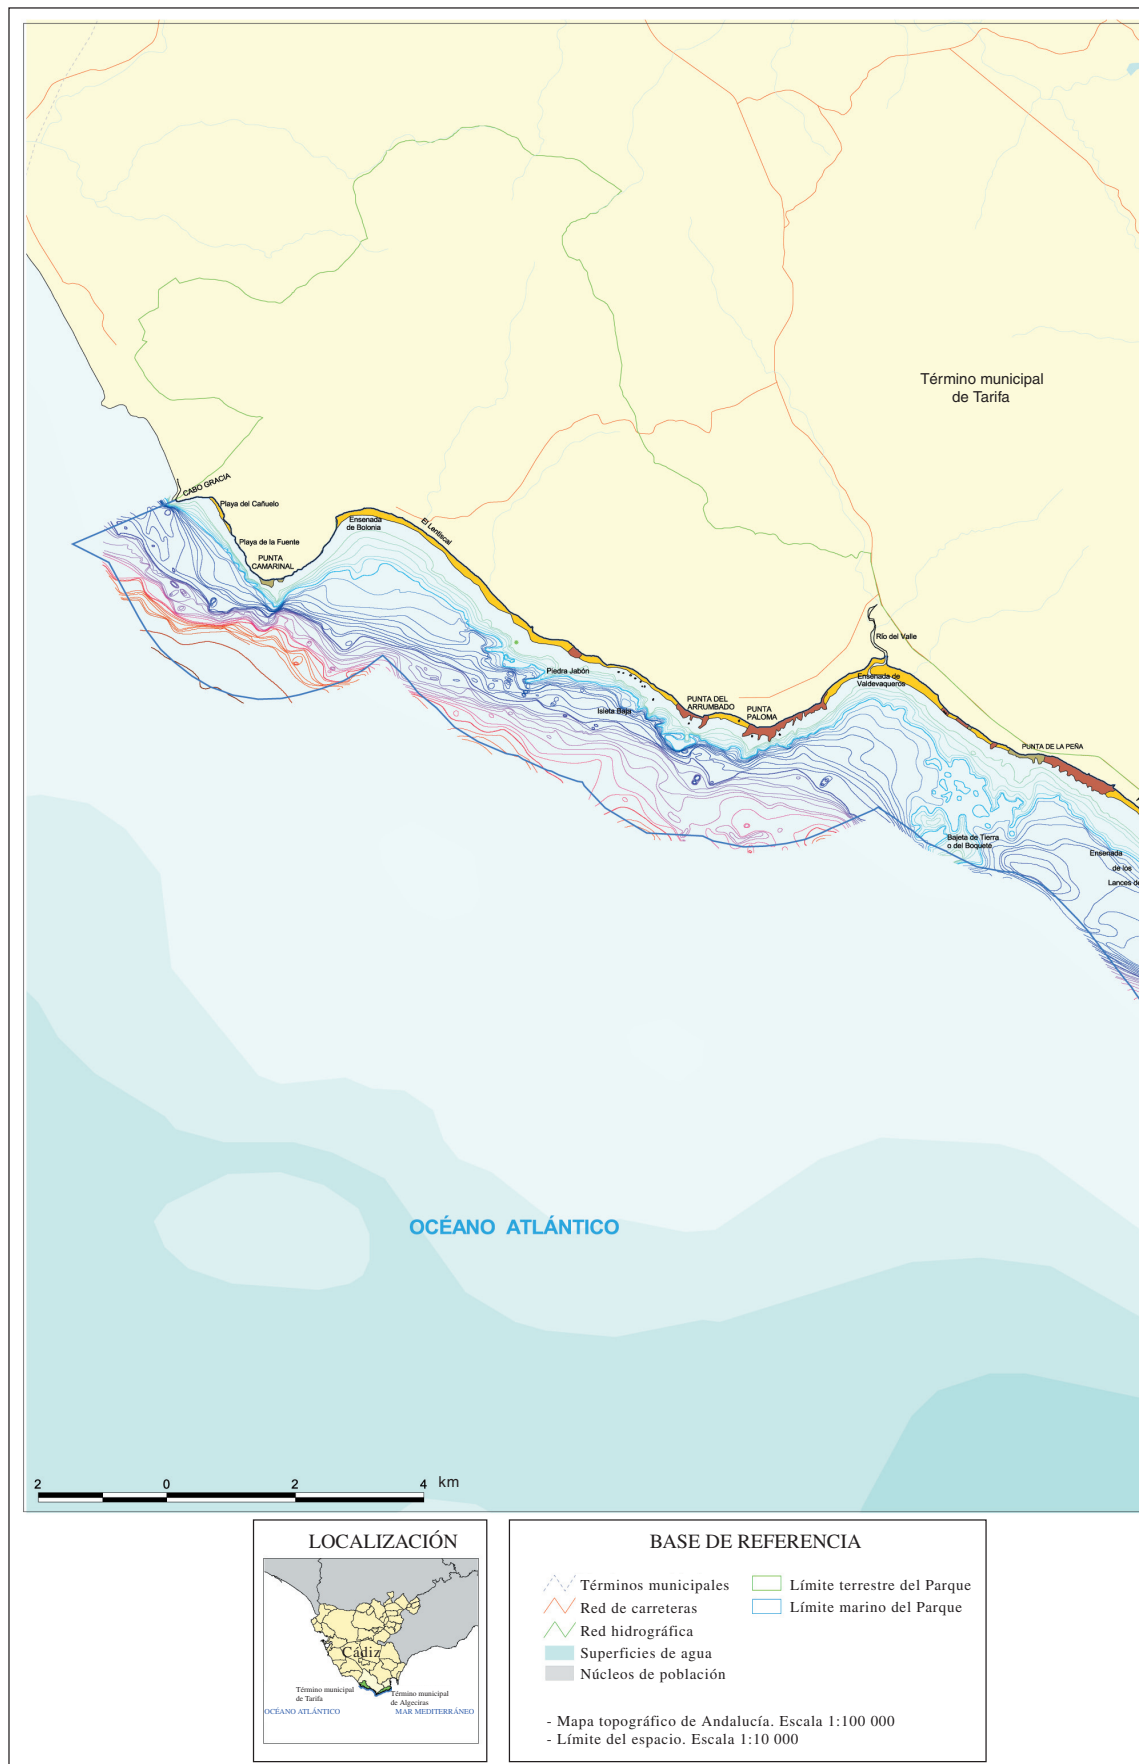 Término municipal
de Tarifa
CABO GRACIA
Playa del Cañuelo
Ensenada
de Bolonia
El Lentiscal
Playa de la Fuente
PUNTA
CAMARINAL
Río del Valle
Piedra Jabón
Ensenada de
Valdevaqueros
PUNTA DEL
ARRUMBADO
PUNTA
PALOMA
Isleta Baja
PUNTA DE LA PEÑA
Bajeta de Tierra
o del Boquete
Ensenada
de los
Lances de
OCÉANO ATLÁNTICO
2 0 2 4 km
LOCALIZACIÓN
Cádiz
Término municipal
de Tarifa
Término municipal
de Algeciras
OCÉANO ATLÁNTICO
MAR MEDITERRÁNEO
BASE DE REFERENCIA
Términos municipales
Red de carreteras
Red hidrográfica
Superficies de agua
Núcleos de población
Límite terrestre del Parque
Límite marino del Parque
- Mapa topográfico de Andalucía. Escala 1:100 000
- Límite del espacio. Escala 1:10 000